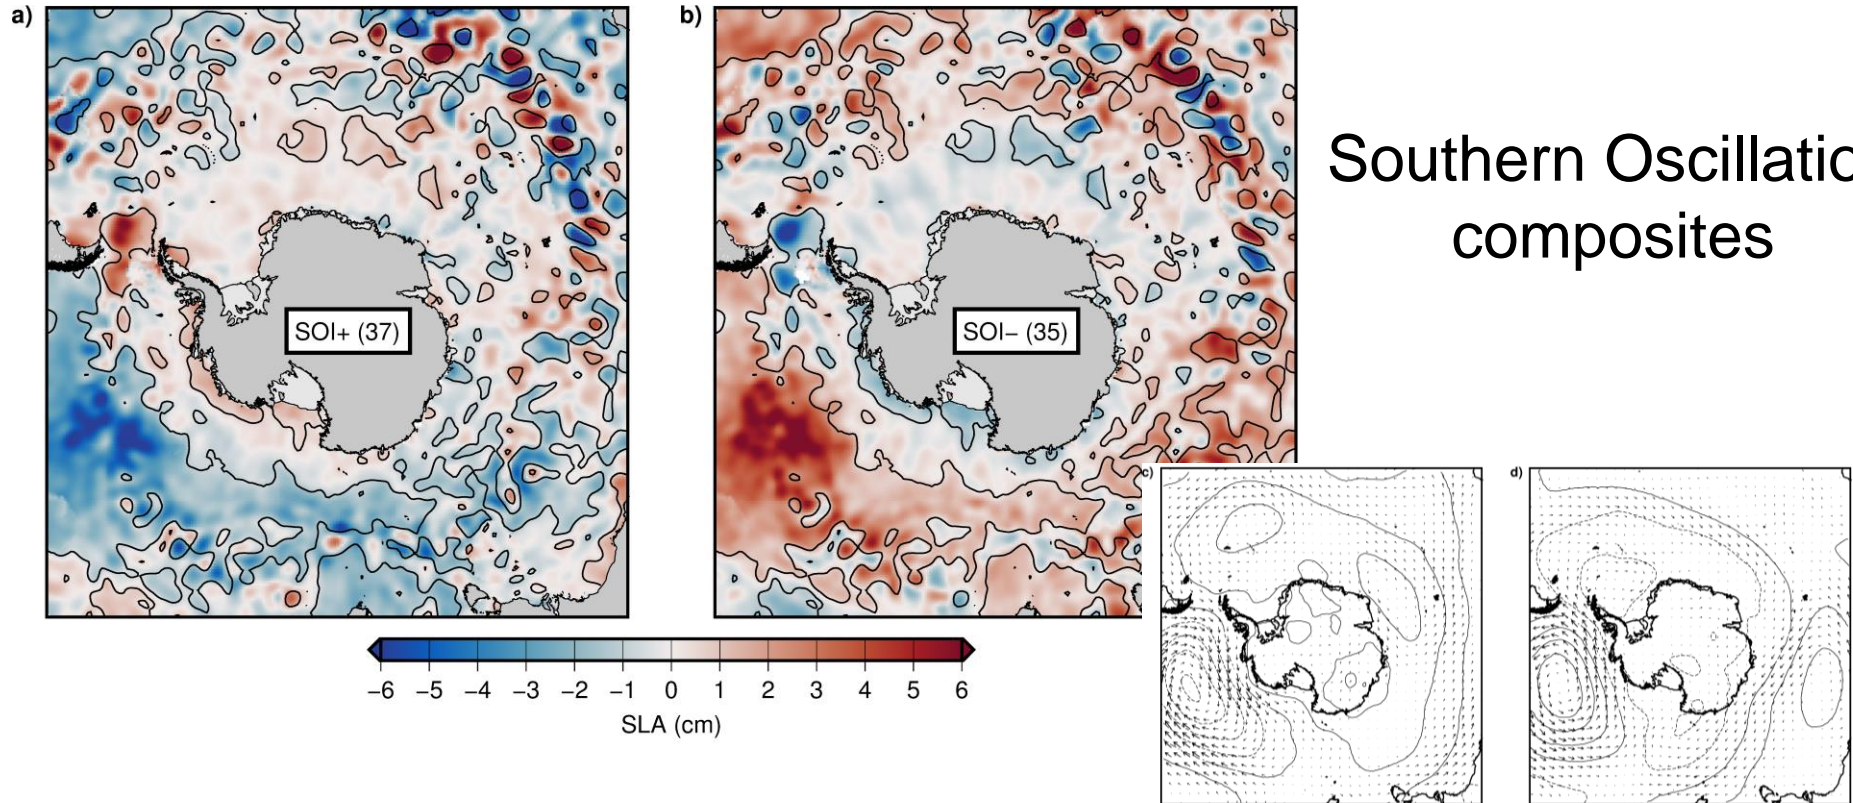 a)
b)
SOI+ (37)
SOI− (35)
−6 −5 −4 −3 −2 −1 0 1 2 3 4 5 6
SLA (cm)
Southern Oscillatio
composites
c)
d)